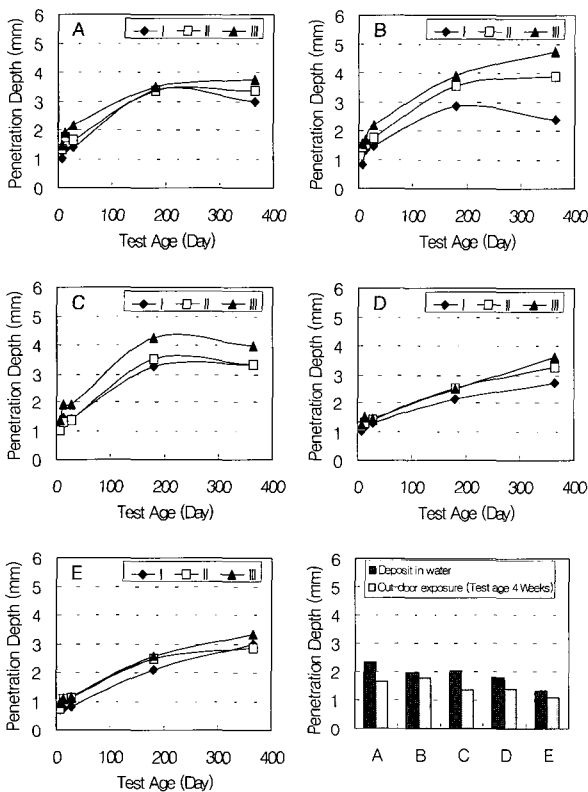 A
I II III
Penetration Depth (mm)
6
5
4
3
2
1
0
0 100 200 300 400
Test Age (Day)
B
I II III
Penetration Depth (mm)
6
5
4
3
2
1
0
0 100 200 300 400
Test Age (Day)
C
I II III
Penetration Depth (mm)
6
5
4
3
2
1
0
0 100 200 300 400
Test Age (Day)
D
I II III
Penetration Depth (mm)
6
5
4
3
2
1
0
0 100 200 300 400
Test Age (Day)
E
I II III
Penetration Depth (mm)
6
5
4
3
2
1
0
0 100 200 300 400
Test Age (Day)
Deposit in water
Out-door exposure (Test age 4 Weeks)
Penetration Depth (mm)
6
5
4
3
2
1
0
A B C D E